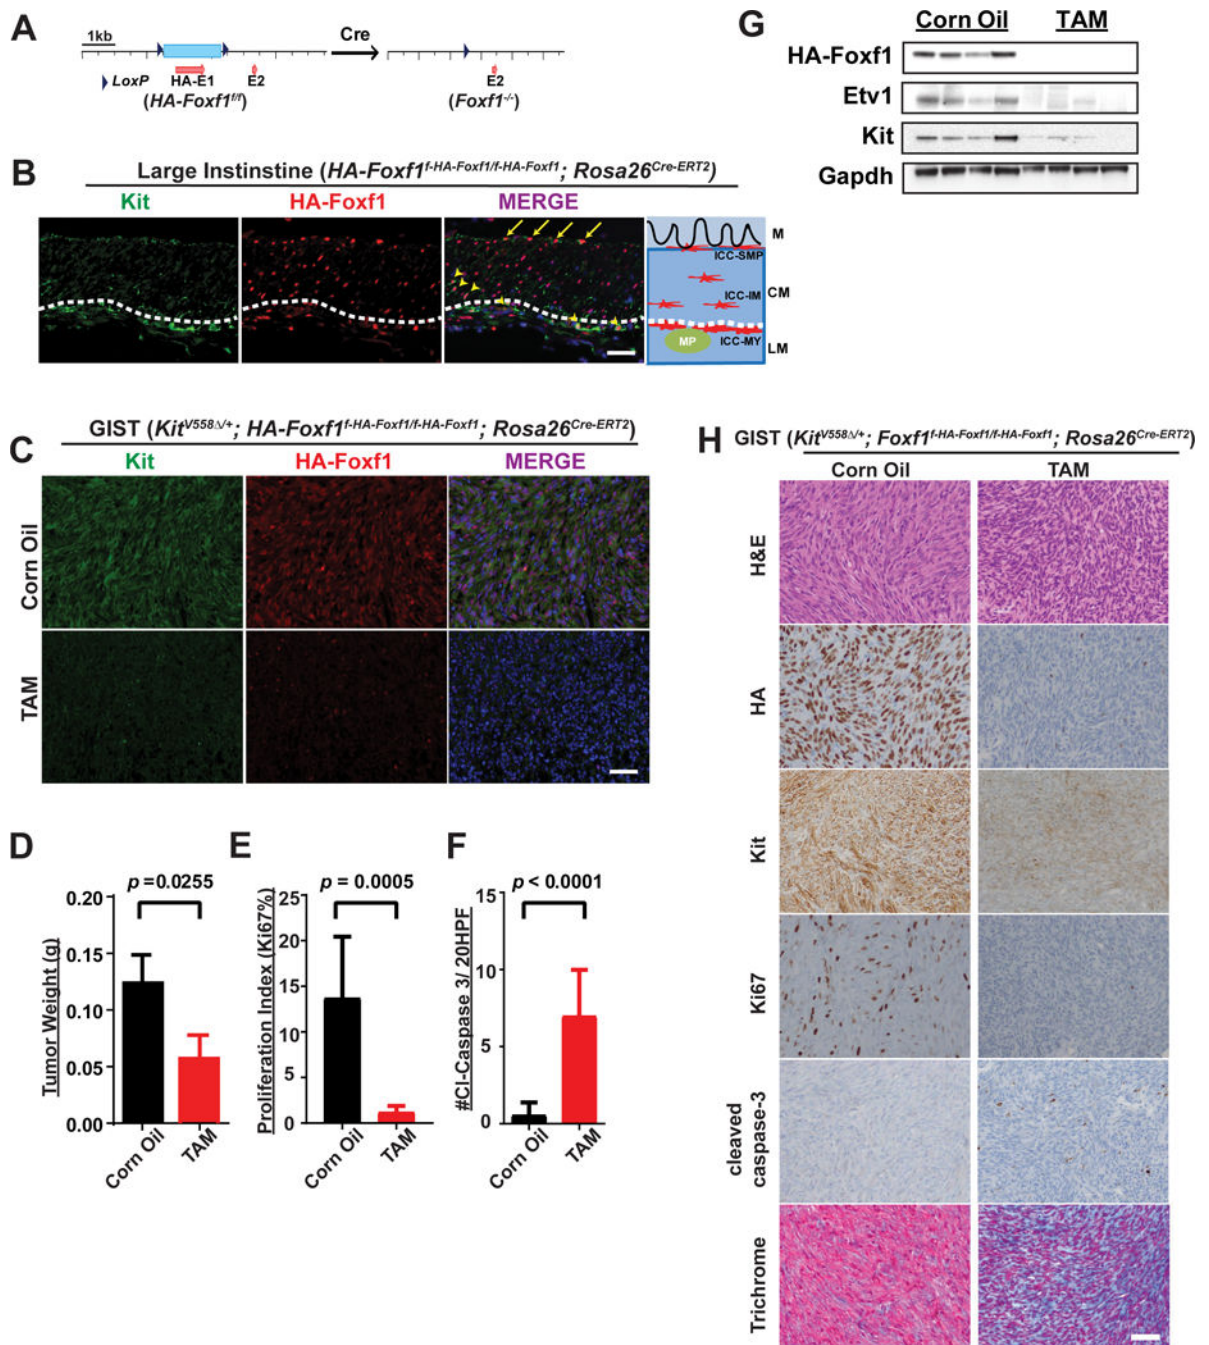 A
1kb
Cre
LoxP
HA-E1
E2
E2
(HA-Foxf1f/f)
(Foxf1-/-)
B
Large Instinstine (HA-Foxf1f-HA-Foxf1/f-HA-Foxf1; Rosa26Cre-ERT2)
Kit
HA-Foxf1
MERGE
M
ICC-SMP
ICC-IM
CM
MP
ICC-MY
LM
C
GIST (KitV558Δ/+; HA-Foxf1f-HA-Foxf1/f-HA-Foxf1; Rosa26Cre-ERT2)
Kit
HA-Foxf1
MERGE
Corn Oil
TAM
D
p =0.0255
Tumor Weight (g)
0.20
0.15
0.10
0.05
0.00
Corn Oil
TAM
E
p = 0.0005
Proliferation Index (Ki67%)
25
20
15
10
5
0
Corn Oil
TAM
F
p < 0.0001
#Cl-Caspase 3/ 20HPF
15
10
5
0
Corn Oil
TAM
G
Corn Oil
TAM
HA-Foxf1
Etv1
Kit
Gapdh
H
GIST (KitV558Δ/+; Foxf1f-HA-Foxf1/f-HA-Foxf1; Rosa26Cre-ERT2)
Corn Oil
TAM
H&E
HA
Kit
Ki67
cleaved
caspase-3
Trichrome